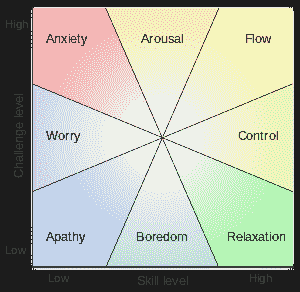 High
Anxiety
Arousal
Flow
Challenge level
Worry
Control
Apathy
Boredom
Relaxation
Low
Low
Skill level
High